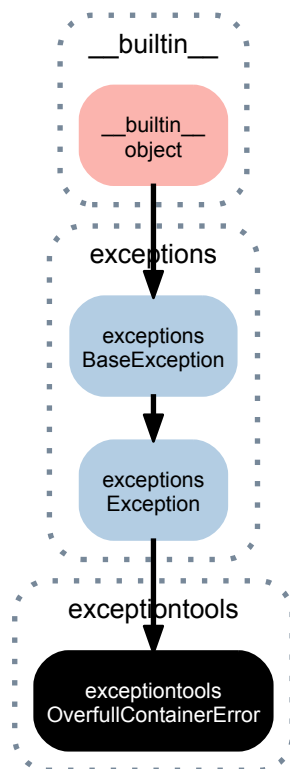 __builtin__
__builtin__
object
exceptions
exceptions
BaseException
exceptions
Exception
exceptiontools
exceptiontools
OverfullContainerError